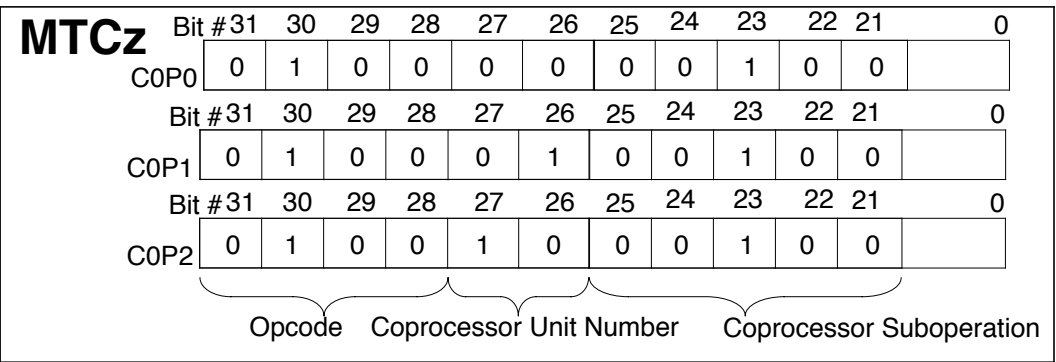 MTCz
Bit # 31 30 29 28 27 26 25 24 23 22 21 0
C0P0 0 1 0 0 0 0 0 0 1 0 0
Bit # 31 30 29 28 27 26 25 24 23 22 21 0
C0P1 0 1 0 0 0 1 0 0 1 0 0
Bit # 31 30 29 28 27 26 25 24 23 22 21 0
C0P2 0 1 0 0 1 0 0 0 1 0 0
Opcode Coprocessor Unit Number Coprocessor Suboperation